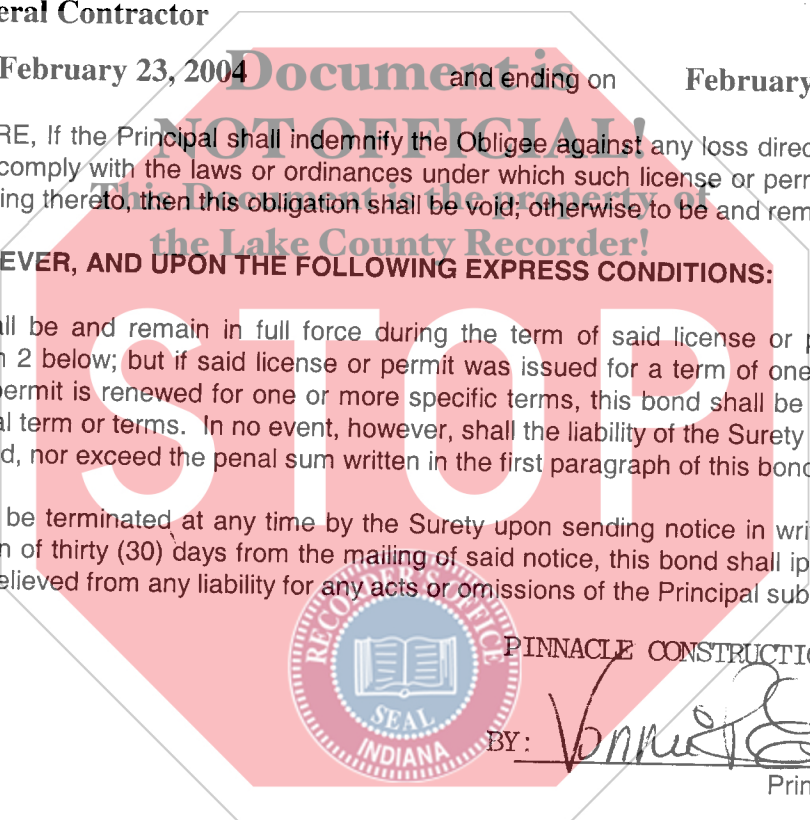 eral Contractor
February 23, 2004 and ending on February
Document is
NOT OFFICIAL!
This Document is the property of
the Lake County Recorder!
RE, If the Principal shall indemnify the Obligee against any loss direc
comply with the laws or ordinances under which such license or perm
ing thereto, then this obligation shall be void; otherwise to be and rem
EVER, AND UPON THE FOLLOWING EXPRESS CONDITIONS:
STOP
all be and remain in full force during the term of said license or p
n 2 below; but if said license or permit was issued for a term of one
permit is renewed for one or more specific terms, this bond shall be
al term or terms. In no event, however, shall the liability of the Surety
d, nor exceed the penal sum written in the first paragraph of this bond
be terminated at any time by the Surety upon sending notice in wri
n of thirty (30) days from the mailing of said notice, this bond shall ip
elieved from any liability for any acts or omissions of the Principal sub
RECORDER'S OFFICE
SEAL
INDIANA
PINNACLE CONSTRUCTIO
BY:
Prin